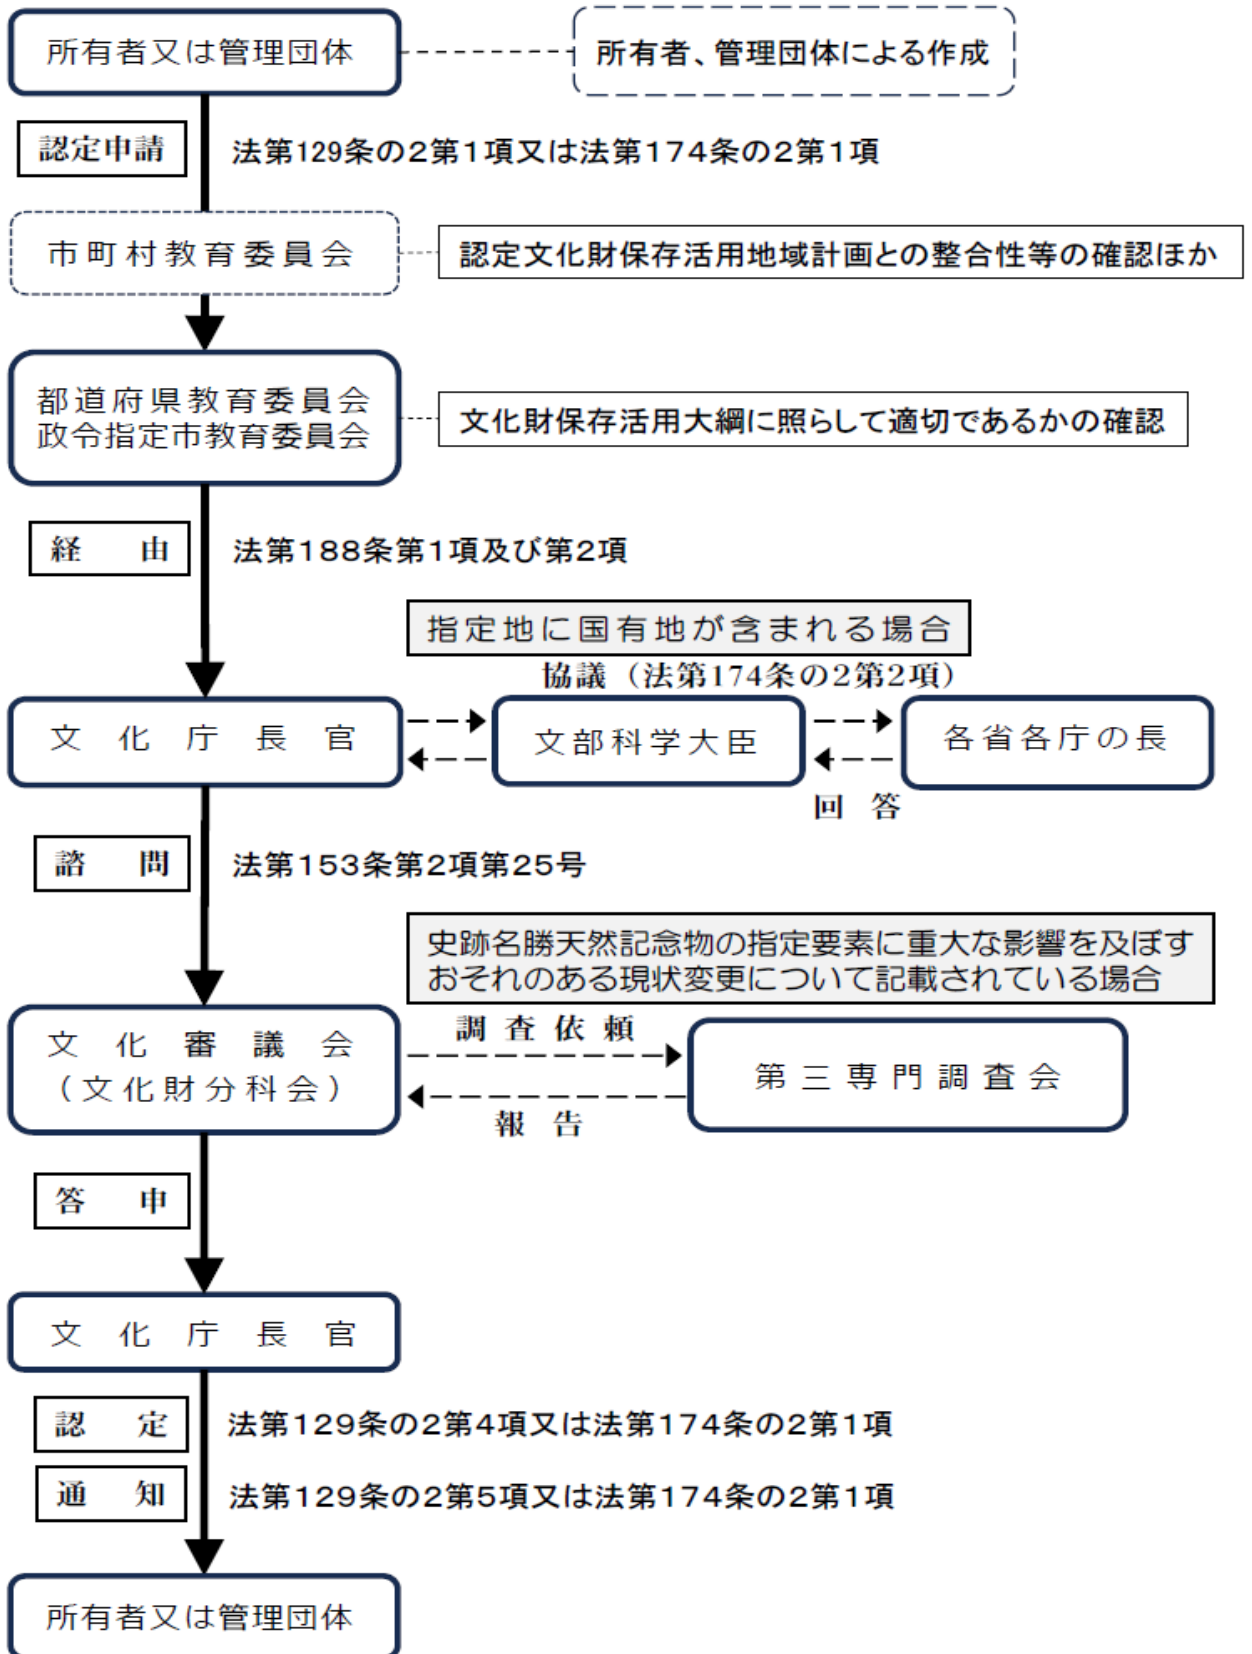 所有者又は管理団体
所有者、管理団体による作成
認定申請
法第129条の2第1項又は法第174条の2第1項
市町村教育委員会
認定文化財保存活用地域計画との整合性等の確認ほか
都道府県教育委員会
政令指定市教育委員会
文化財保存活用大綱に照らして適切であるかの確認
経由
法第188条第1項及び第2項
指定地に国有地が含まれる場合
協議（法第174条の2第2項）
文化庁長官
文部科学大臣
各省各庁の長
回答
諮問
法第153条第2項第25号
史跡名勝天然記念物の指定要素に重大な影響を及ぼす
おそれのある現状変更について記載されている場合
調査依頼
文化審議会
（文化財分科会）
第三専門調査会
報告
答申
文化庁長官
認定
法第129条の2第4項又は法第174条の2第1項
通知
法第129条の2第5項又は法第174条の2第1項
所有者又は管理団体